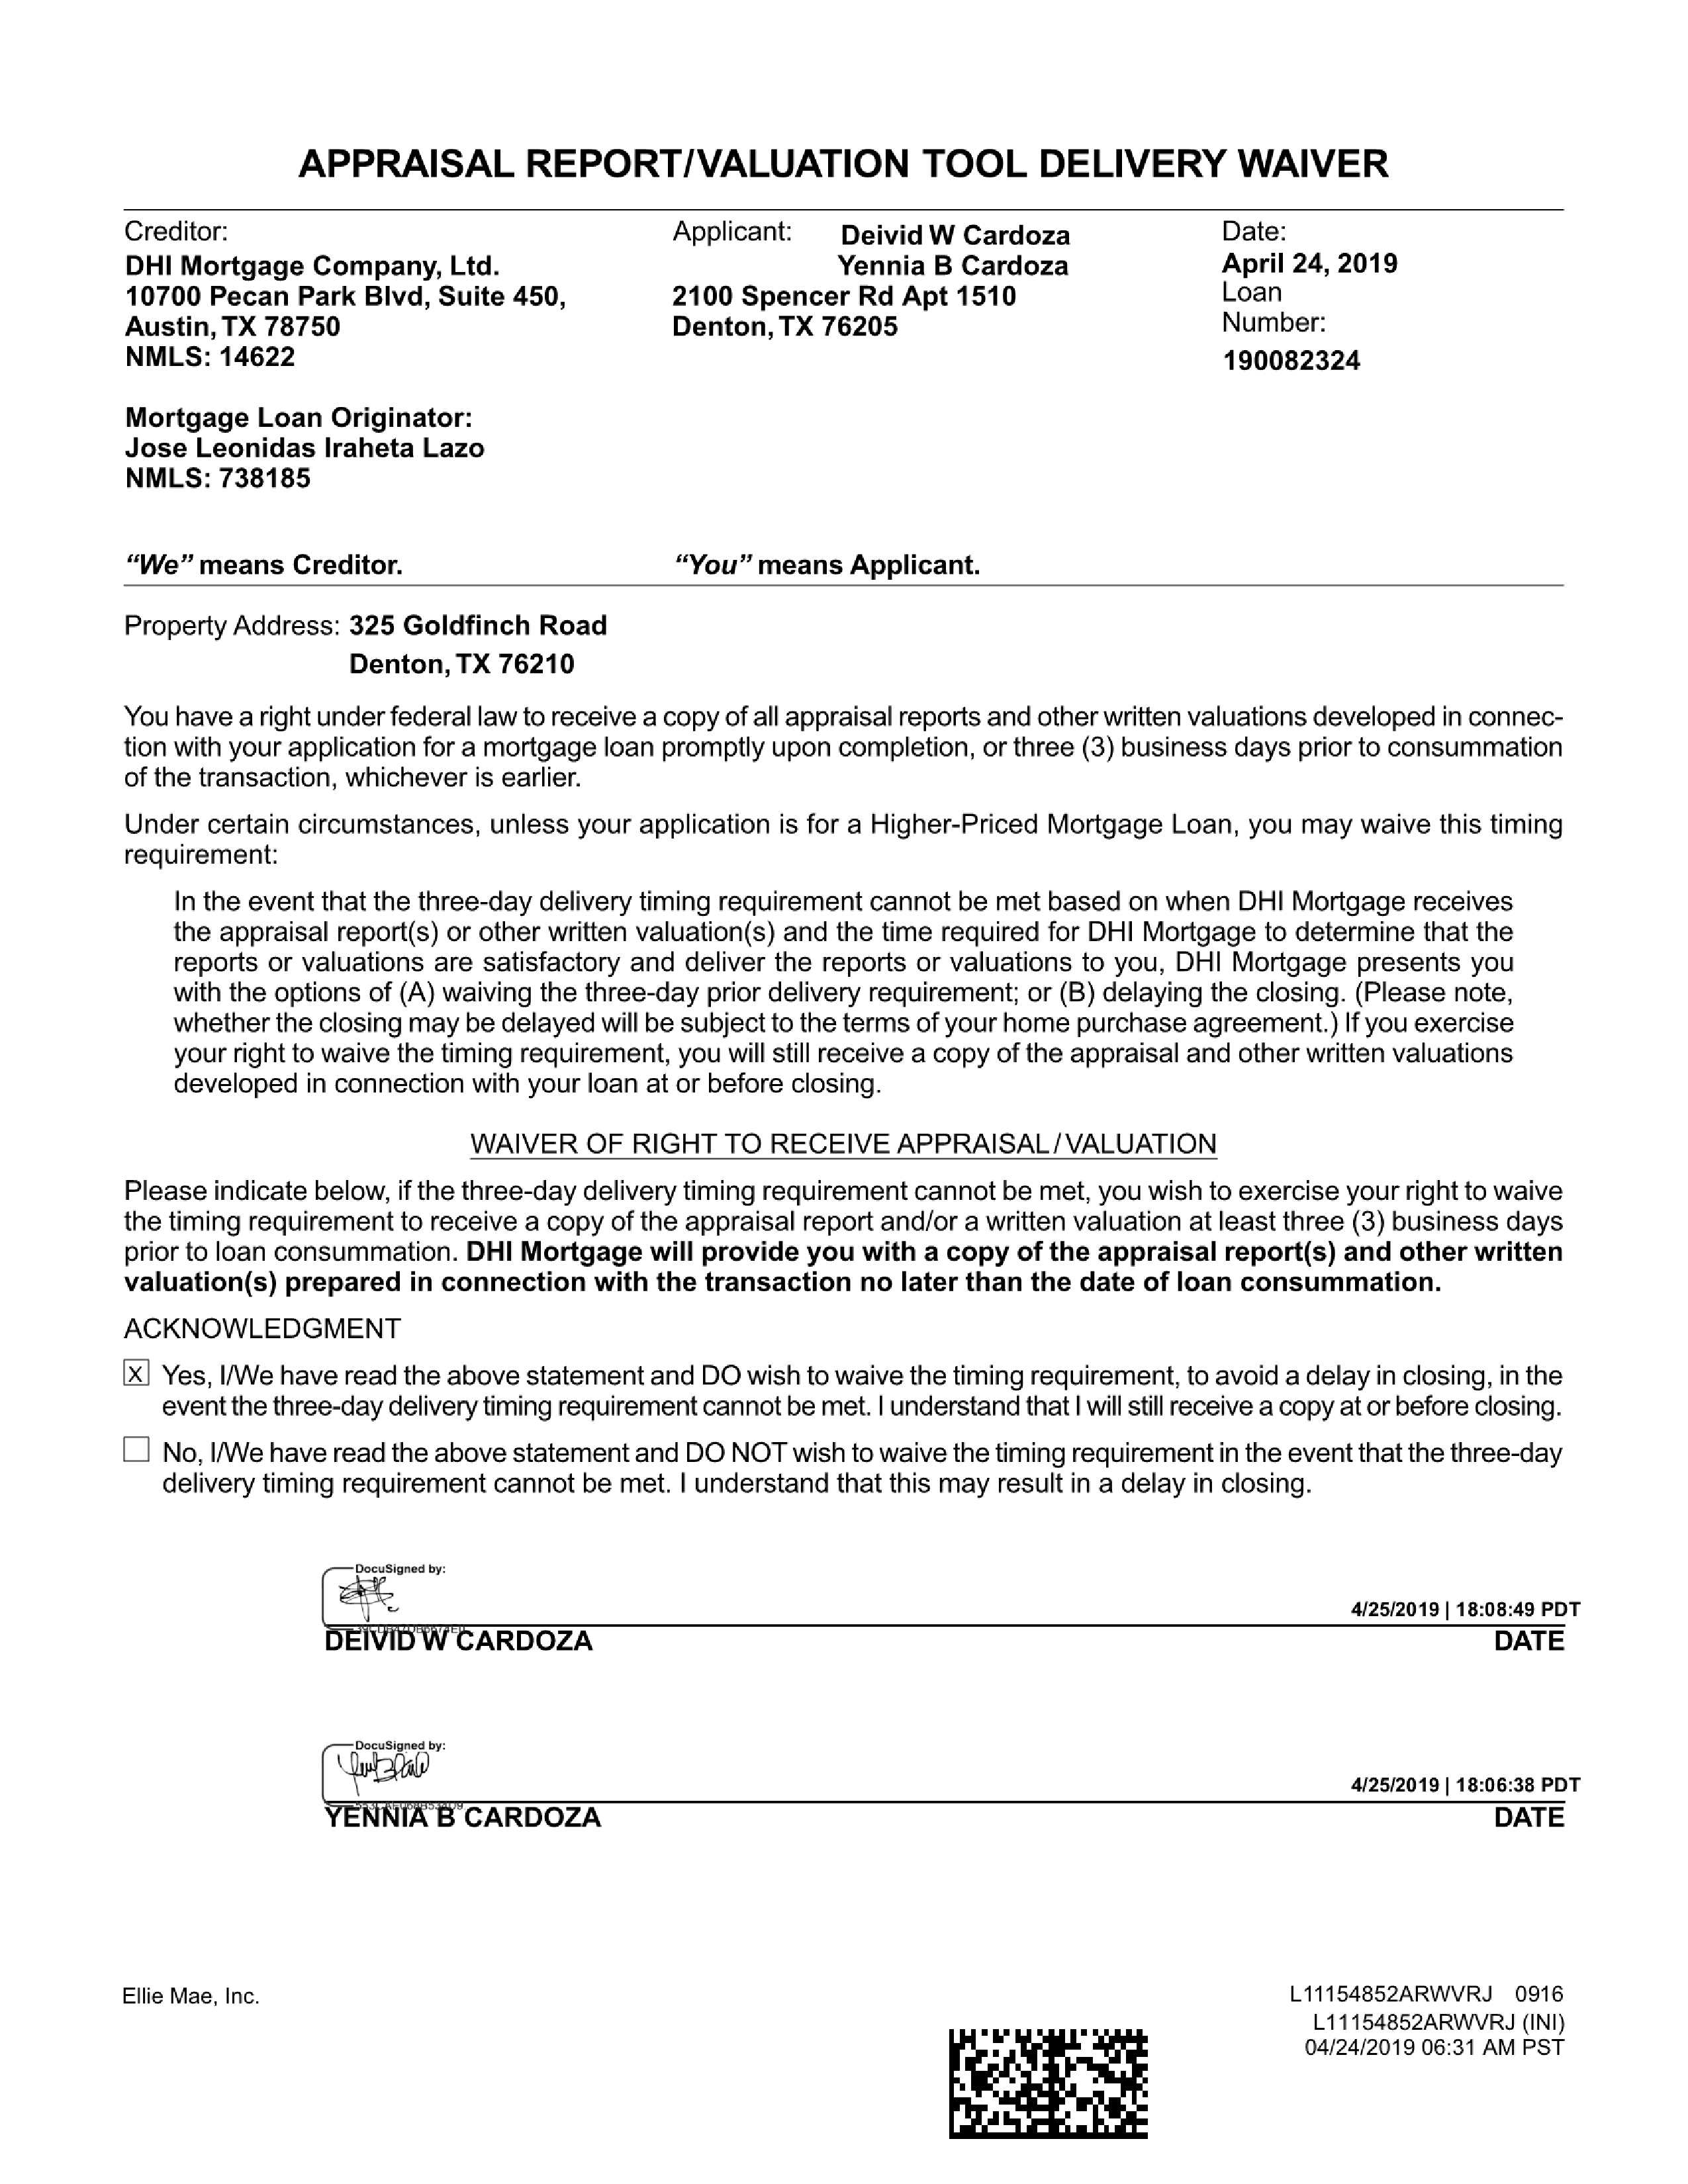 APPRAISAL REPORT/VALUATION TOOL DELIVERY WAIVER
Creditor:
DHI Mortgage Company, Ltd.
10700 Pecan Park Blvd, Suite 450,
Austin, TX 78750
NMLS: 14622
Mortgage Loan Originator:
Jose Leonidas Iraheta Lazo
NMLS: 738185
Applicant: Deivid W Cardoza
Yennia B Cardoza
2100 Spencer Rd Apt 1510
Denton, TX 76205
Date:
April 24, 2019
Loan
Number:
190082324
“We” means Creditor. “You” means Applicant.
Property Address: 325 Goldfinch Road
Denton, TX 76210
You have a right under federal law to receive a copy of all appraisal reports and other written valuations developed in connec-
tion with your application for a mortgage loan promptly upon completion, or three (3) business days prior to consummation
of the transaction, whichever is earlier.
Under certain circumstances, unless your application is for a Higher-Priced Mortgage Loan, you may waive this timing
requirement:
In the event that the three-day delivery timing requirement cannot be met based on when DHI Mortgage receives
the appraisal report(s) or other written valuation(s) and the time required for DHI Mortgage to determine that the
reports or valuations are satisfactory and deliver the reports or valuations to you, DHI Mortgage presents you
with the options of (A) waiving the three-day prior delivery requirement; or (B) delaying the closing. (Please note,
whether the closing may be delayed will be subject to the terms of your home purchase agreement.) If you exercise
your right to waive the timing requirement, you will still receive a copy of the appraisal and other written valuations
developed in connection with your loan at or before closing.
WAIVER OF RIGHT TO RECEIVE APPRAISAL/VALUATION
Please indicate below, if the three-day delivery timing requirement cannot be met, you wish to exercise your right to waive
the timing requirement to receive a copy of the appraisal report and/or a written valuation at least three (3) business days
prior to loan consummation. DHI Mortgage will provide you with a copy of the appraisal report(s) and other written
valuation(s) prepared in connection with the transaction no later than the date of loan consummation.
ACKNOWLEDGMENT
X Yes, I/We have read the above statement and DO wish to waive the timing requirement, to avoid a delay in closing, in the
event the three-day delivery timing requirement cannot be met. I understand that I will still receive a copy at or before closing.
No, I/We have read the above statement and DO NOT wish to waive the timing requirement in the event that the three-day
delivery timing requirement cannot be met. I understand that this may result in a delay in closing.
DocuSigned by:
4/25/2019 | 18:08:49 PDT
DEIVID W CARDOZA DATE
DocuSigned by:
4/25/2019 | 18:06:38 PDT
YENNIA B CARDOZA DATE
Ellie Mae, Inc.
L11154852ARWVRJ 0916
L11154852ARWVRJ (INI)
04/24/2019 06:31 AM PST